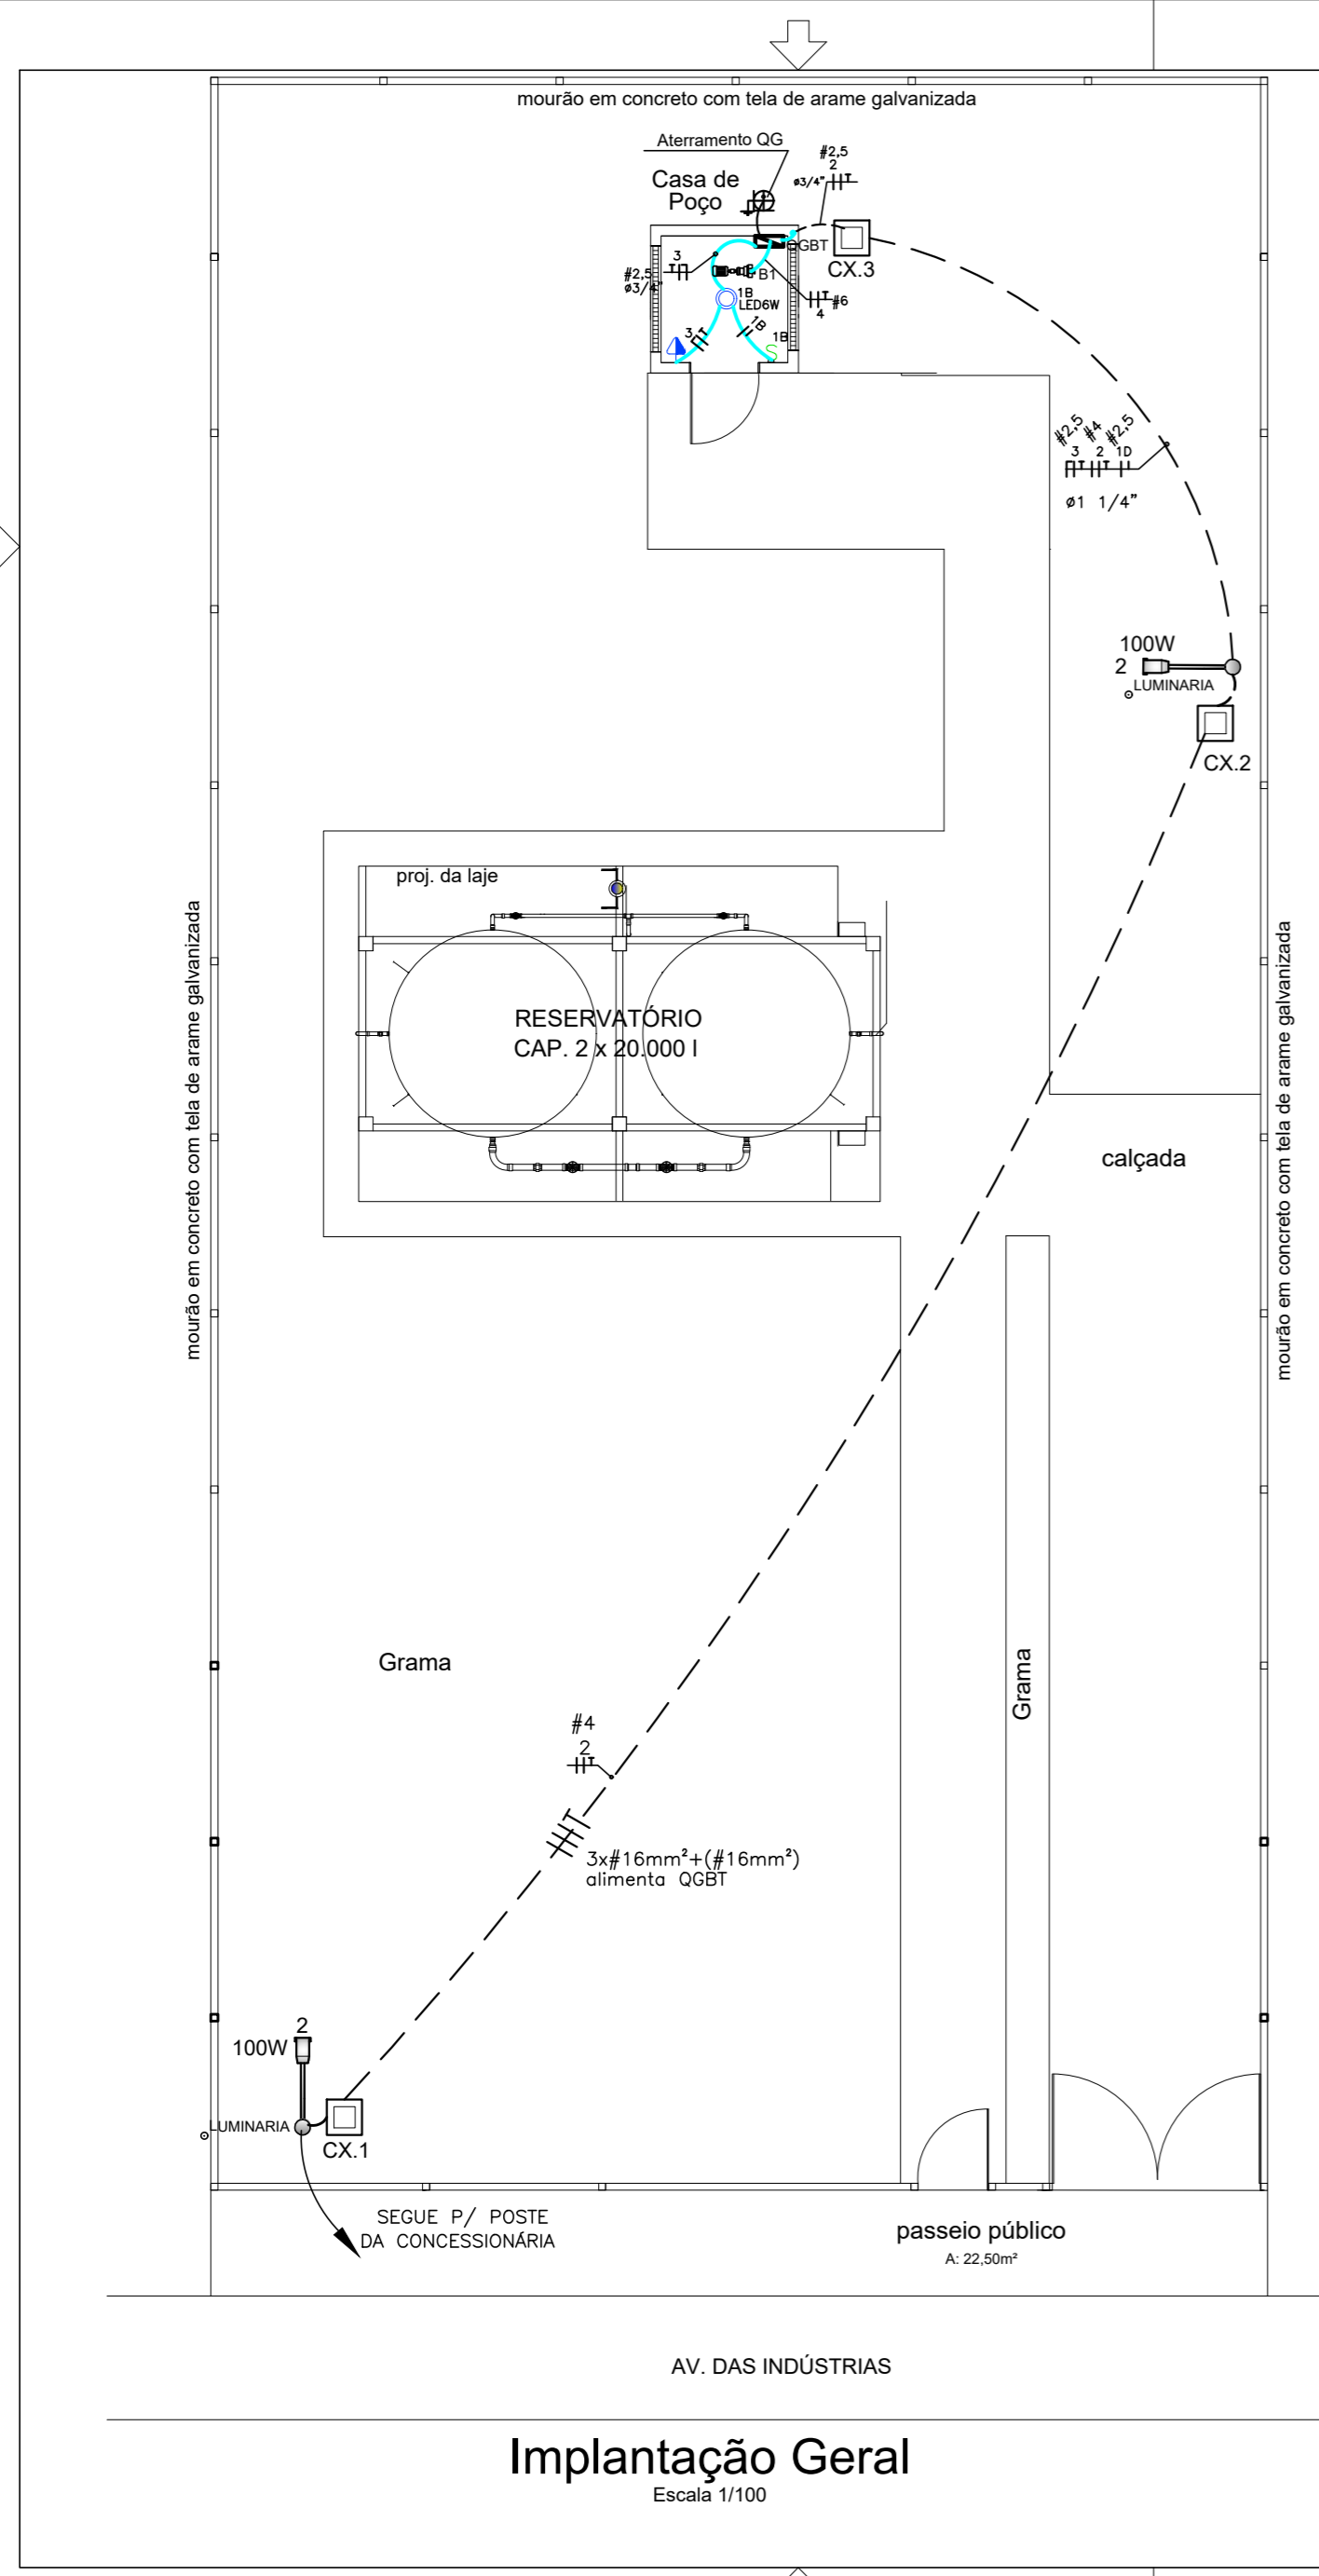 mourão em concreto com tela de arame galvanizada
Aterramento QG
#2,5
2
ø3/4"
Casa de
Poço
QGBT
CX.3
3
#2,5
ø3/4"
B1
1B
LED6W
#6
4
3
1B
1B
S
#2,5 #4 #2,5
3 2 1D
ø1 1/4"
100W
2
LUMINARIA
CX.2
proj. da laje
RESERVATÓRIO
CAP. 2 x 20.000 l
mourão em concreto com tela de arame galvanizada
mourão em concreto com tela de arame galvanizada
calçada
Grama
Grama
#4
2
3x#16mm²+(#16mm²)
alimenta QGBT
2
100W
LUMINARIA
CX.1
SEGUE P/ POSTE
DA CONCESSIONÁRIA
passeio público
A: 22,50m²
AV. DAS INDÚSTRIAS
Implantação Geral
Escala 1/100